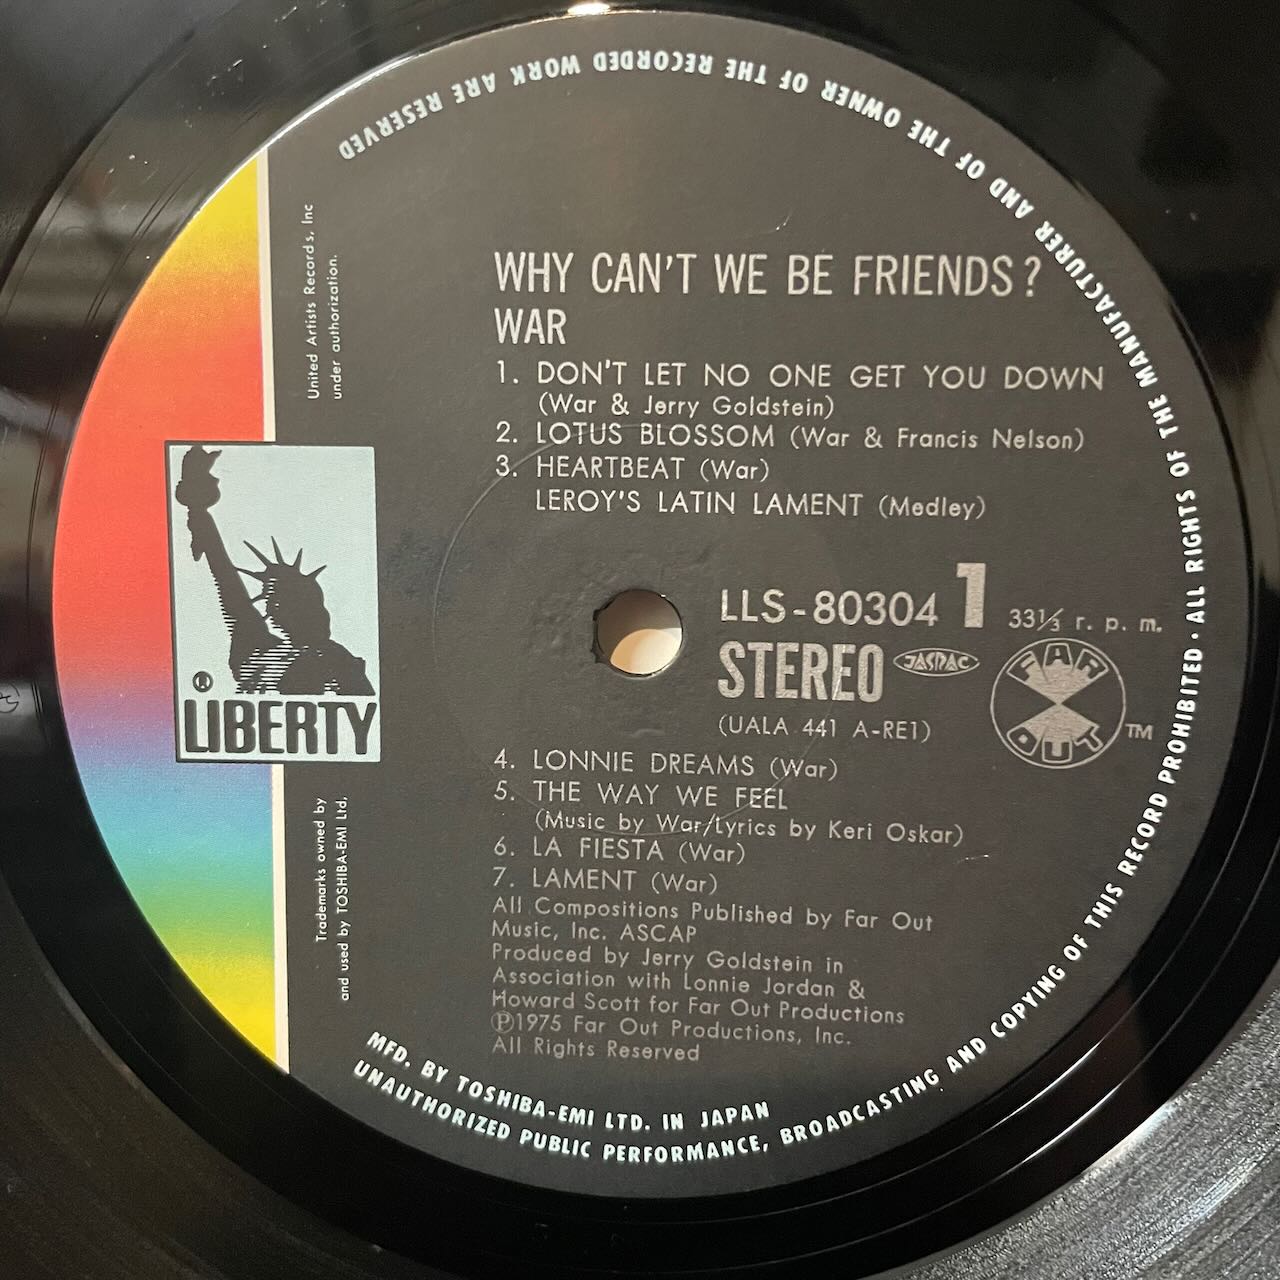 WHY CAN'T WE BE FRIENDS?
WAR
1. DON'T LET NO ONE GET YOU DOWN
(War & Jerry Goldstein)
2. LOTUS BLOSSOM (War & Francis Nelson)
3. HEARTBEAT (War)
LEROY'S LATIN LAMENT (Medley)
LLS-80304 1 33⅓ r. p. m.
STEREO JASRAC
(UALA 441 A-RE1)
FAR OUT TM
4. LONNIE DREAMS (War)
5. THE WAY WE FEEL
(Music by War/Lyrics by Keri Oskar)
6. LA FIESTA (War)
7. LAMENT (War)
All Compositions Published by Far Out
Music, Inc. ASCAP
Produced by Jerry Goldstein in
Association with Lonnie Jordan &
Howard Scott for Far Out Productions
Ⓟ1975 Far Out Productions, Inc.
All Rights Reserved
United Artists Records, Inc
under authorization.
® LIBERTY
Trademarks owned by
and used by TOSHIBA-EMI Ltd.
MFD. BY TOSHIBA-EMI LTD. IN JAPAN
UNAUTHORIZED PUBLIC PERFORMANCE, BROADCASTING AND COPYING OF THIS RECORD PROHIBITED · ALL RIGHTS OF THE MANUFACTURER AND OF THE OWNER OF THE RECORDED WORK ARE RESERVED